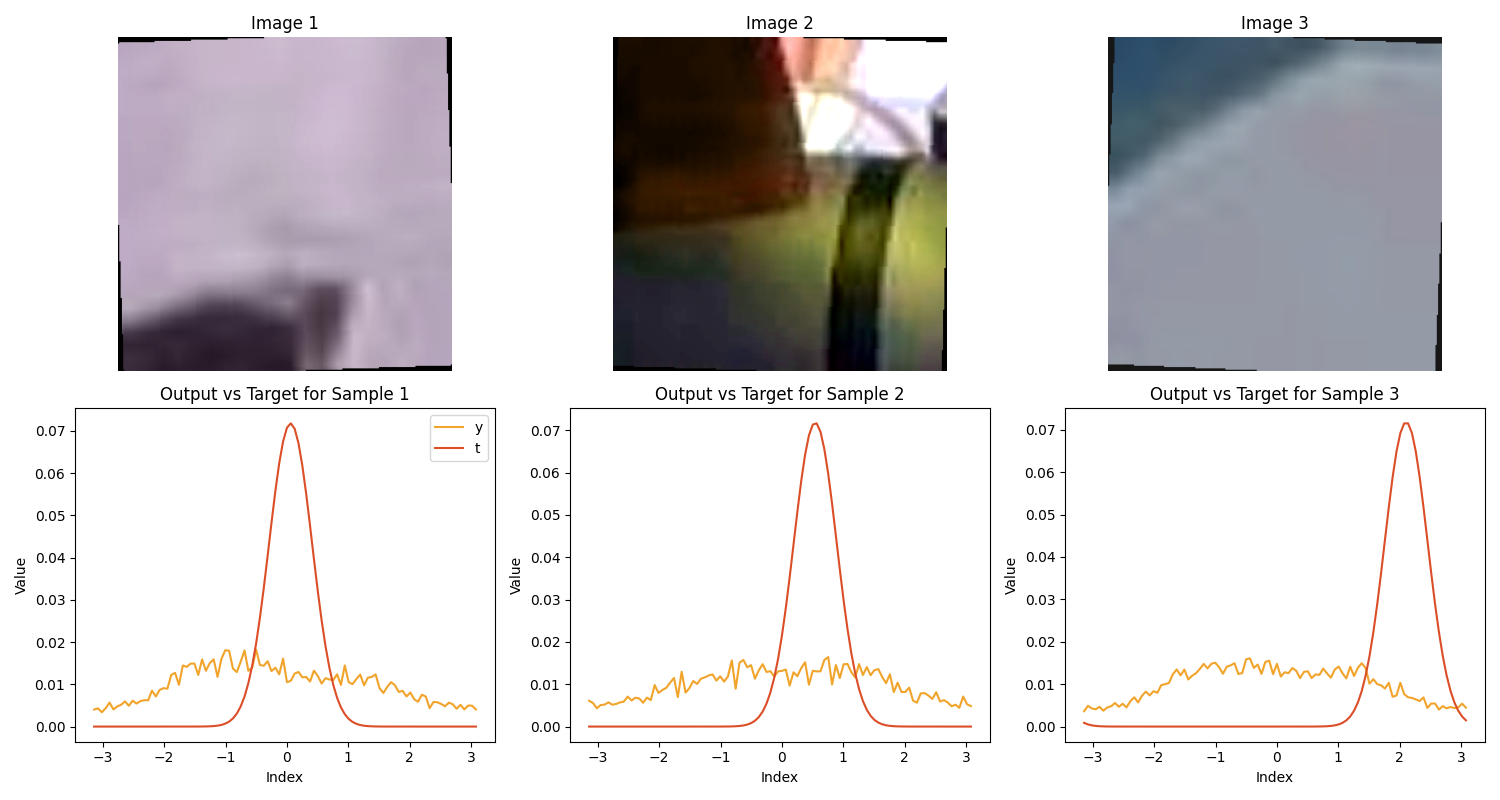 Image 1
Image 2
Image 3
Output vs Target for Sample 1
Output vs Target for Sample 2
Output vs Target for Sample 3
y
t
Value
0.07
0.06
0.05
0.04
0.03
0.02
0.01
0.00
−3 −2 −1 0 1 2 3
Index
Value
0.07
0.06
0.05
0.04
0.03
0.02
0.01
0.00
−3 −2 −1 0 1 2 3
Index
Value
0.07
0.06
0.05
0.04
0.03
0.02
0.01
0.00
−3 −2 −1 0 1 2 3
Index